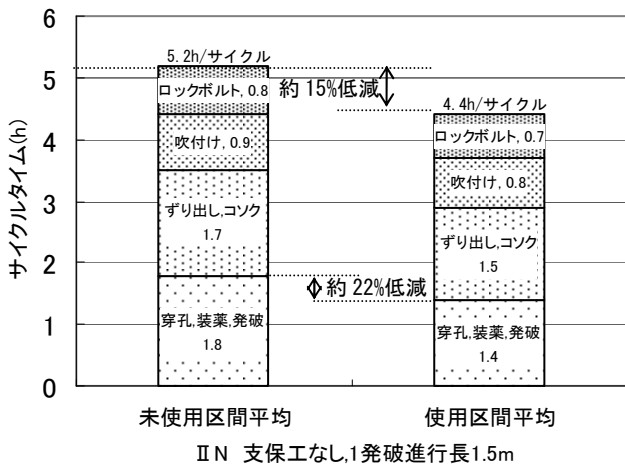 6
5
4
3
2
1
0
サイクルタイム(h)
5.2h/サイクル
ロックボルト, 0.8
吹付け, 0.9
ずり出し,コソク
1.7
穿孔,装薬,発破
1.8
約15%低減
約22%低減
4.4h/サイクル
ロックボルト, 0.7
吹付け, 0.8
ずり出し,コソク
1.5
穿孔,装薬,発破
1.4
未使用区間平均
使用区間平均
ⅡN 支保工なし,1発破進行長1.5m